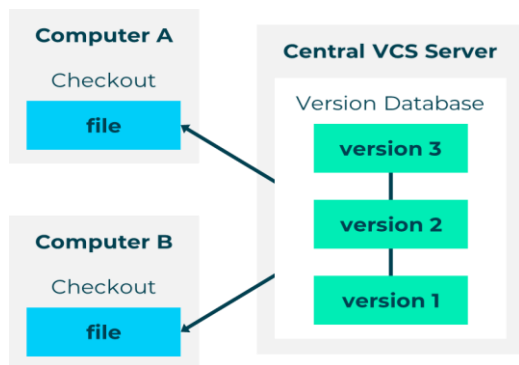 Computer A
Checkout
file
Computer B
Checkout
file
Central VCS Server
Version Database
version 3
version 2
version 1